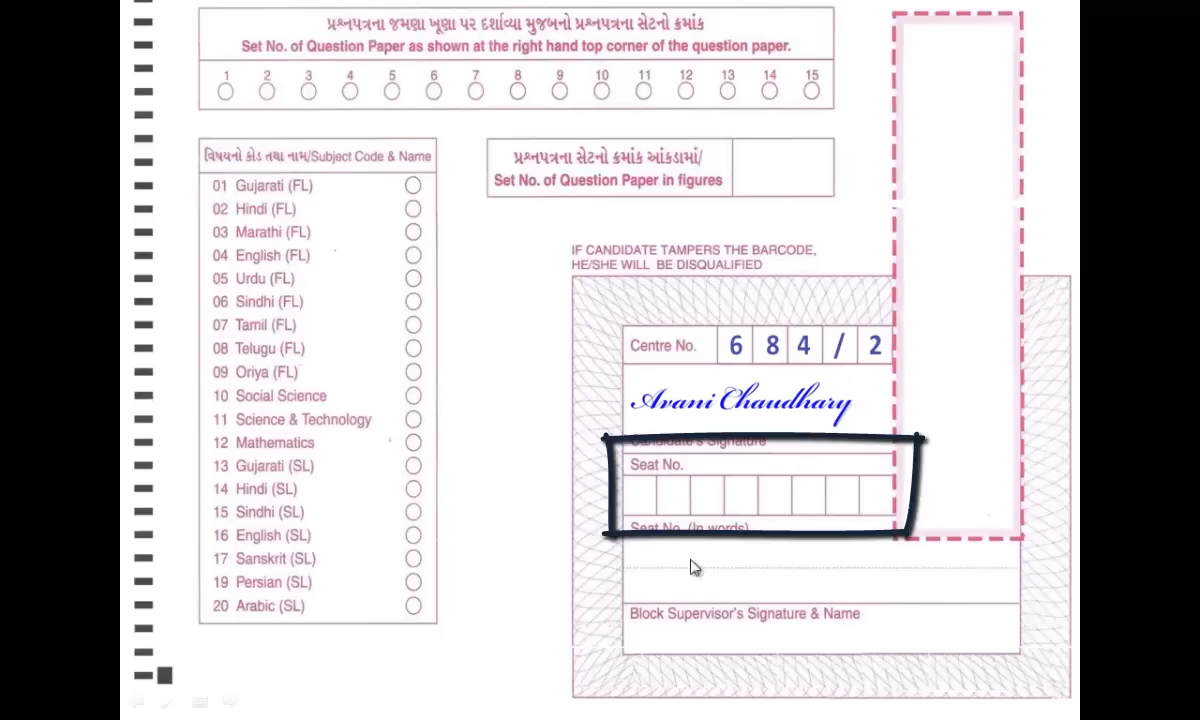 પ્રશ્નપત્રના જમણા ખૂણા પર દર્શાવ્યા મુજબનો પ્રશ્નપત્રના સેટનો ક્રમાંક
Set No. of Question Paper as shown at the right hand top corner of the question paper.
1 2 3 4 5 6 7 8 9 10 11 12 13 14 15
વિષયનો કોડ તથા નામ/Subject Code & Name
01 Gujarati (FL)
02 Hindi (FL)
03 Marathi (FL)
04 English (FL)
05 Urdu (FL)
06 Sindhi (FL)
07 Tamil (FL)
08 Telugu (FL)
09 Oriya (FL)
10 Social Science
11 Science & Technology
12 Mathematics
13 Gujarati (SL)
14 Hindi (SL)
15 Sindhi (SL)
16 English (SL)
17 Sanskrit (SL)
19 Persian (SL)
20 Arabic (SL)
પ્રશ્નપત્રના સેટનો ક્રમાંક આંકડામાં/
Set No. of Question Paper in figures
IF CANDIDATE TAMPERS THE BARCODE,
HE/SHE WILL BE DISQUALIFIED
Centre No. 6 8 4 / 2
Avani Chaudhary
Candidate's Signature
Seat No.
Seat No. (In words)
Block Supervisor's Signature & Name